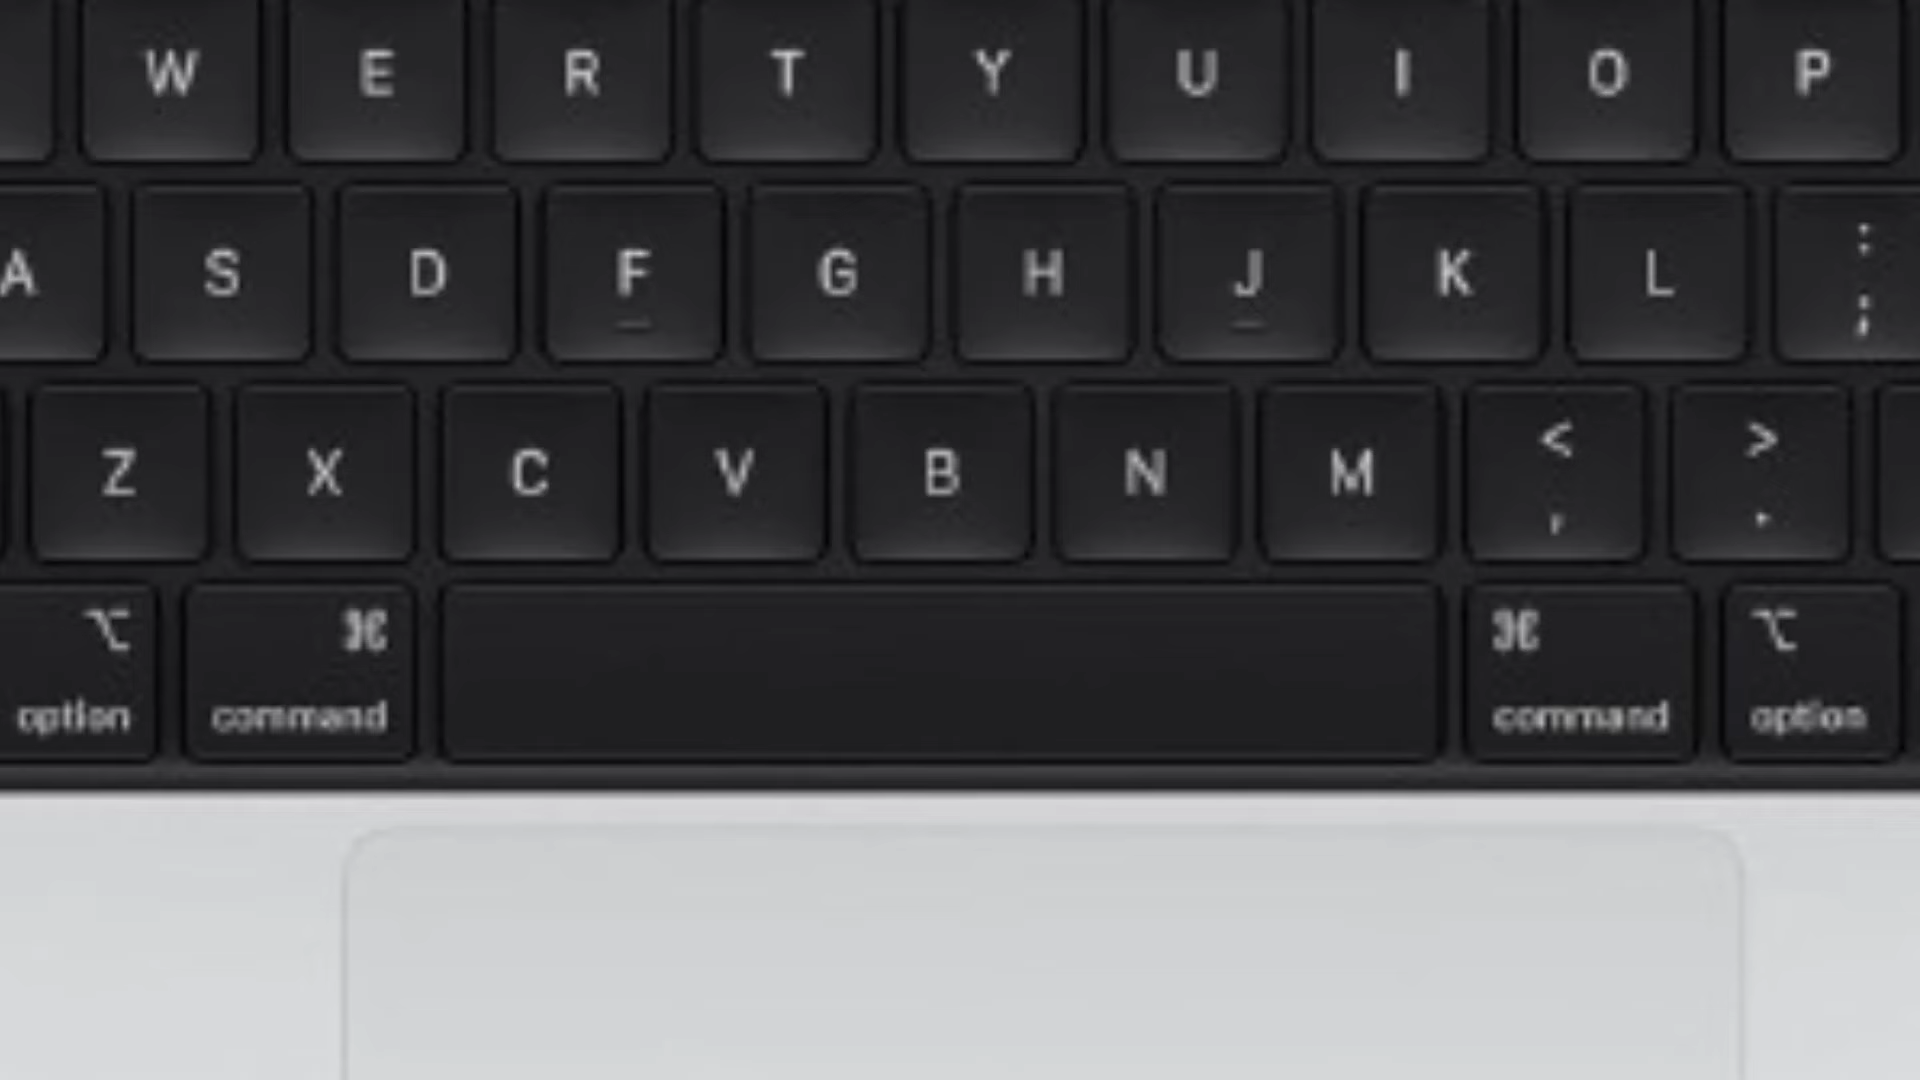 W E R T Y U I O P
A S D F G H J K L : ;
Z X C V B N M < , > .
⌥ ⌘ ⌘ ⌥
option command command option